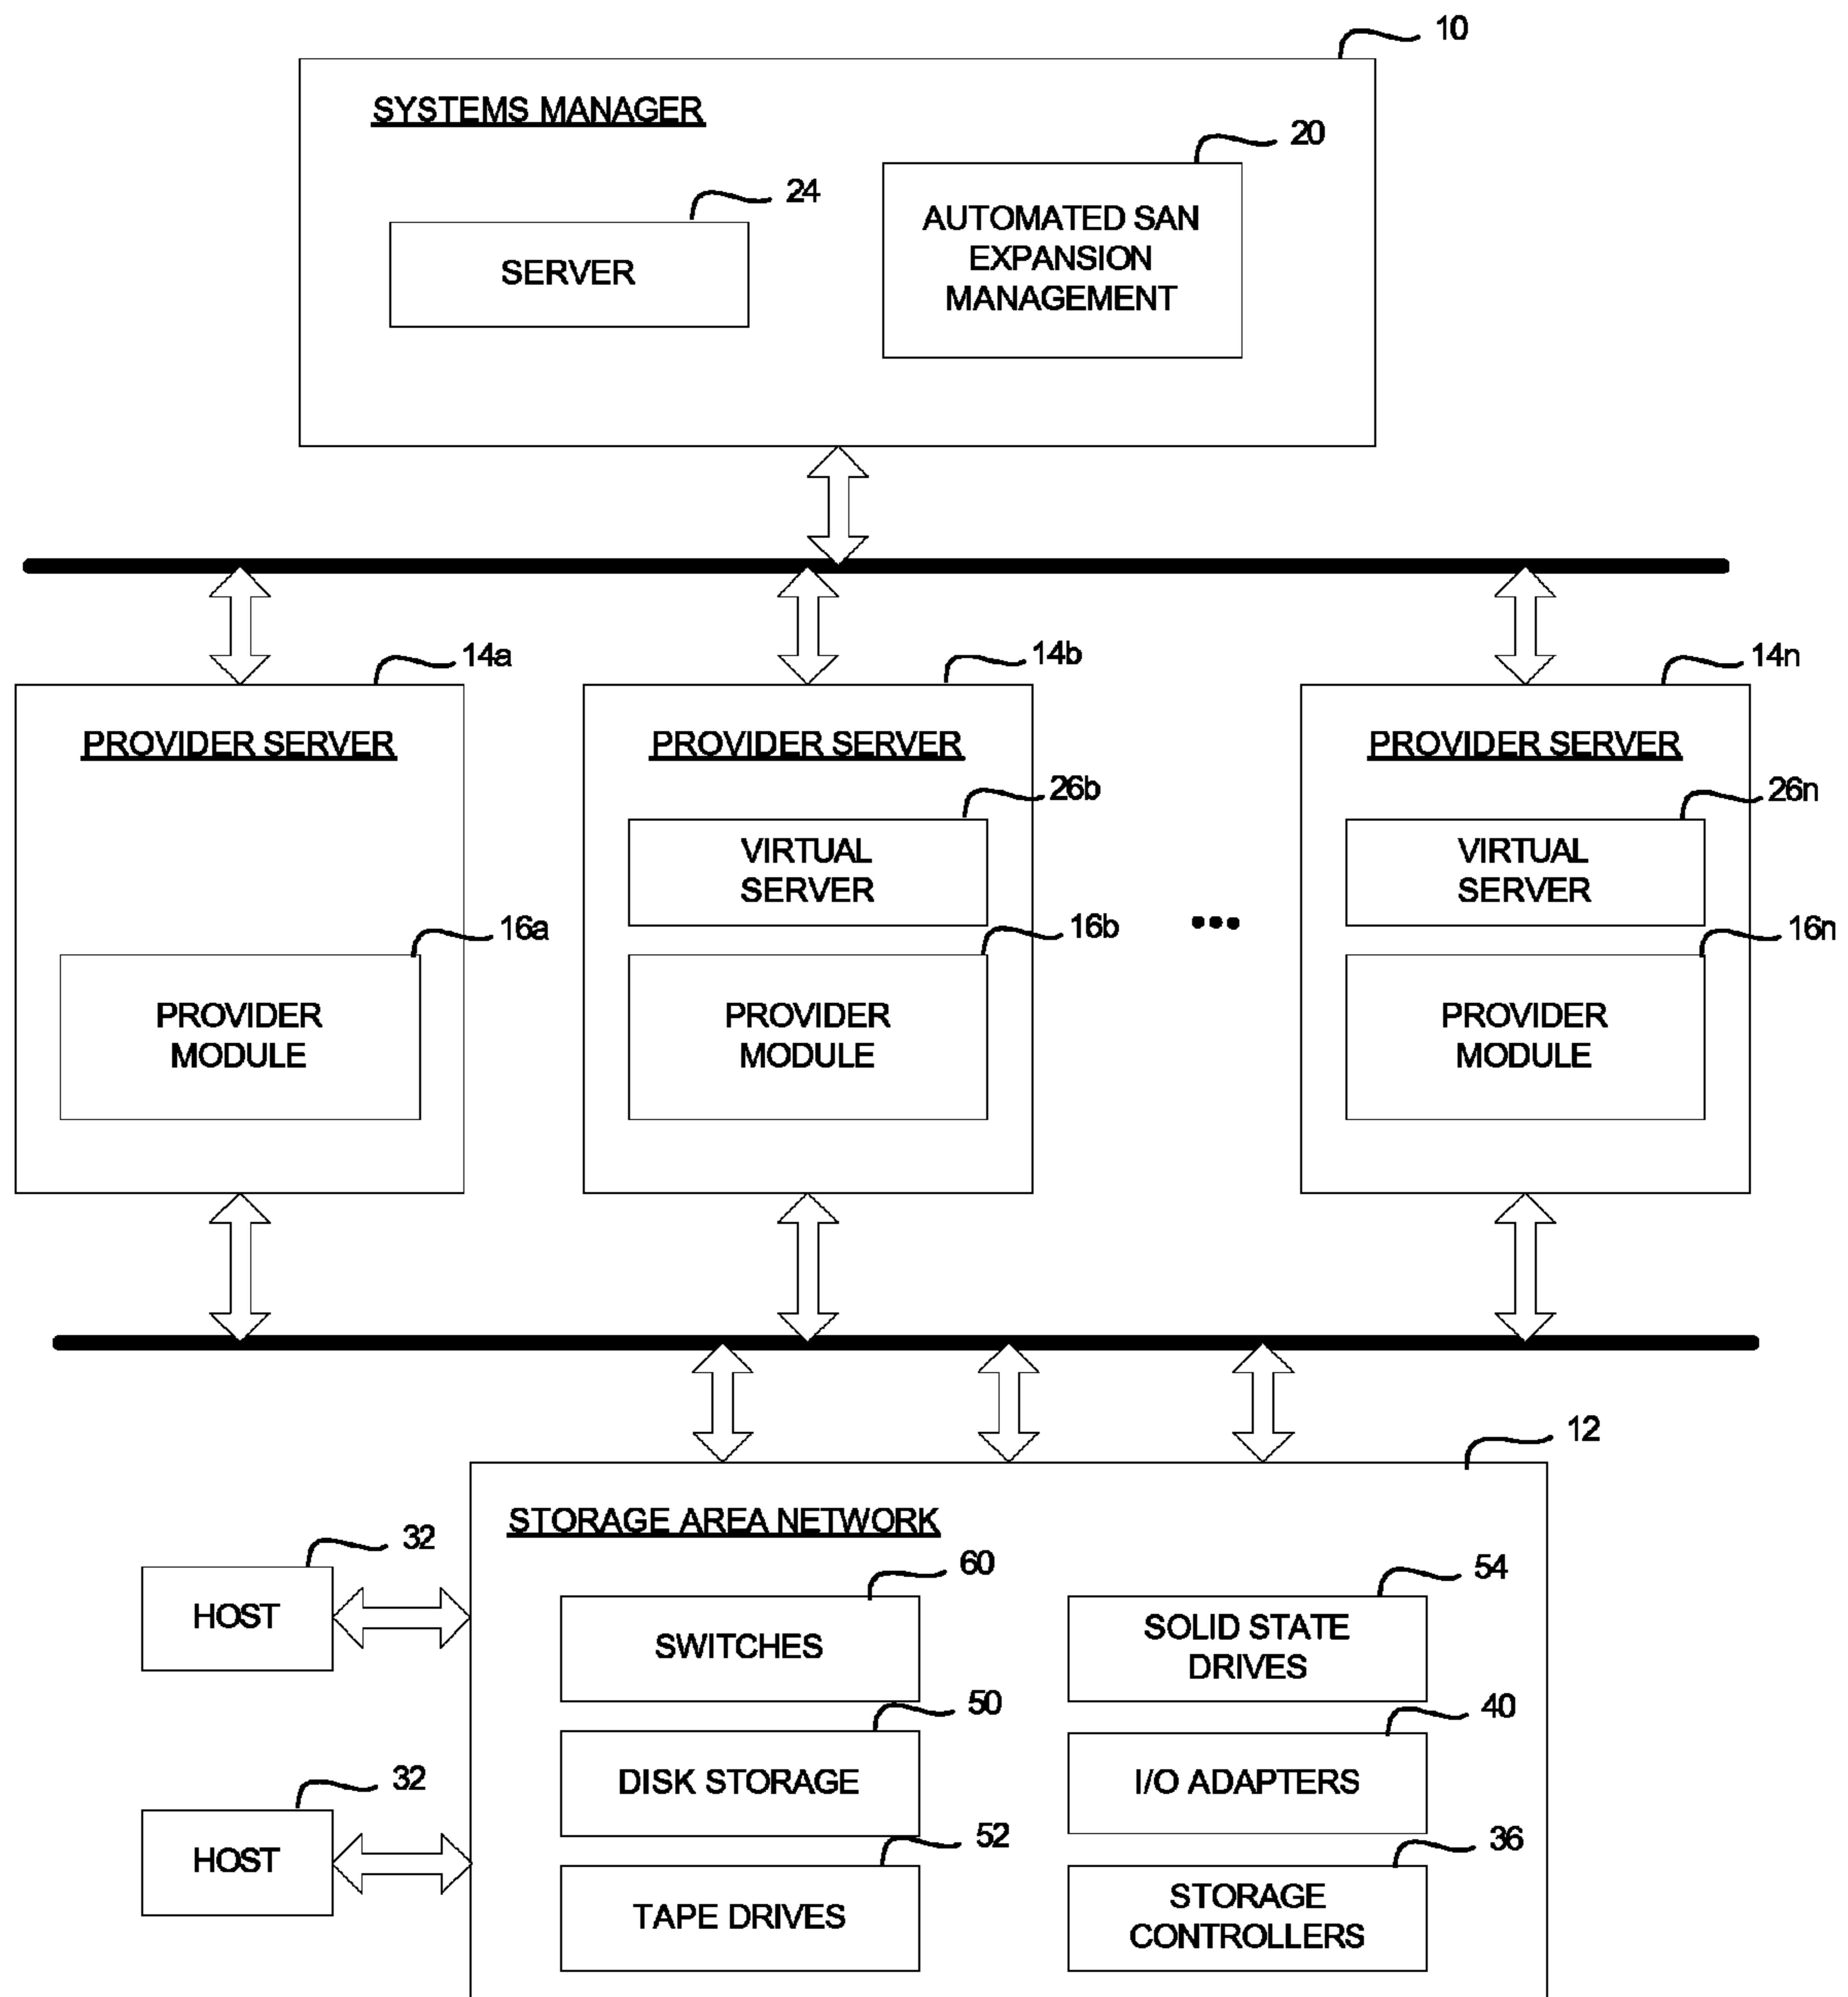 10
SYSTEMS MANAGER
20
24
AUTOMATED SAN
EXPANSION
MANAGEMENT
SERVER
14a
14b
14n
PROVIDER SERVER
PROVIDER SERVER
PROVIDER SERVER
26b
26n
VIRTUAL
SERVER
VIRTUAL
SERVER
16a
16b
•••
16n
PROVIDER
MODULE
PROVIDER
MODULE
PROVIDER
MODULE
12
STORAGE AREA NETWORK
32
60
54
HOST
SWITCHES
SOLID STATE
DRIVES
50
40
32
DISK STORAGE
I/O ADAPTERS
52
36
HOST
TAPE DRIVES
STORAGE
CONTROLLERS